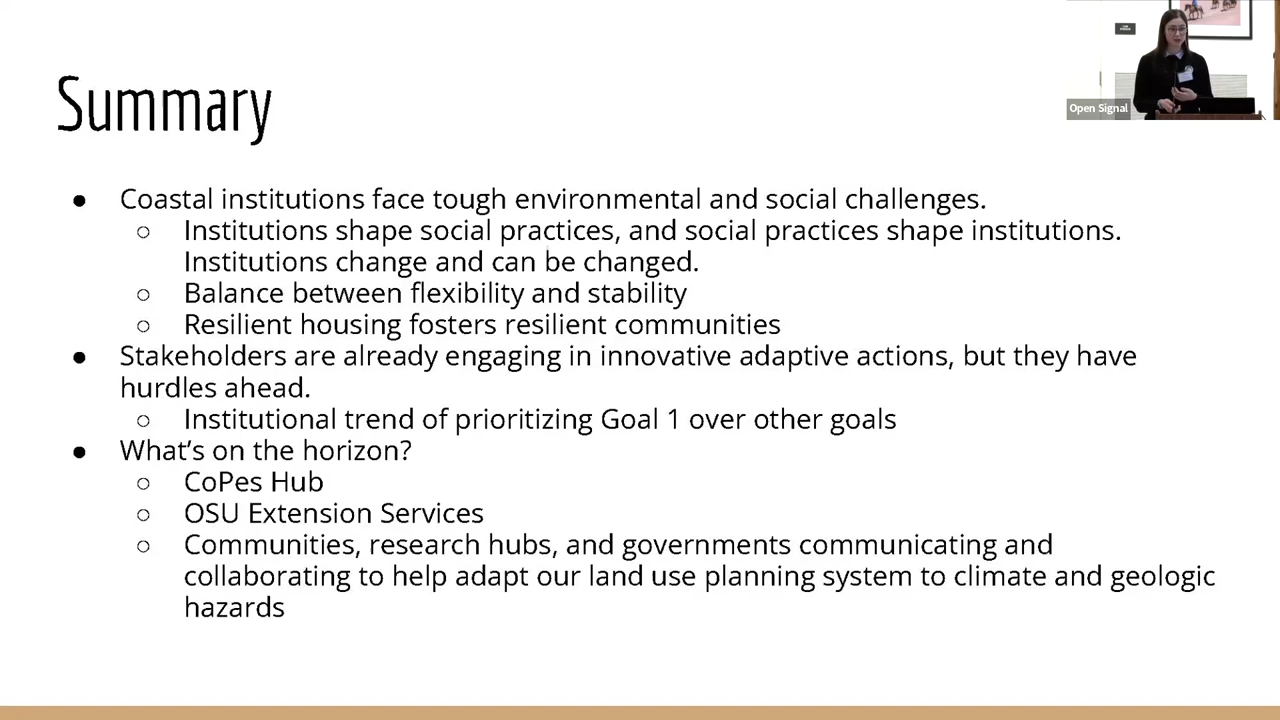 Open Signal
Summary
● Coastal institutions face tough environmental and social challenges.
○ Institutions shape social practices, and social practices shape institutions.
Institutions change and can be changed.
○ Balance between flexibility and stability
○ Resilient housing fosters resilient communities
● Stakeholders are already engaging in innovative adaptive actions, but they have
hurdles ahead.
○ Institutional trend of prioritizing Goal 1 over other goals
● What's on the horizon?
○ CoPes Hub
○ OSU Extension Services
○ Communities, research hubs, and governments communicating and
collaborating to help adapt our land use planning system to climate and geologic
hazards